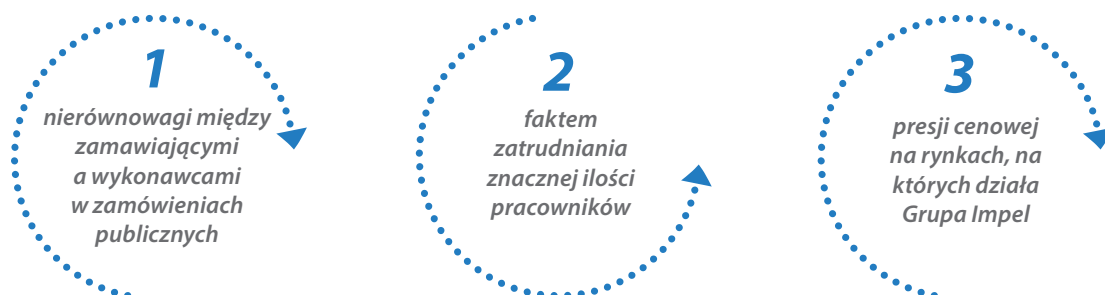 1
nierównowagi między
zamawiającymi
a wykonawcami
w zamówieniach
publicznych
2
faktem
zatrudniania
znacznej ilości
pracowników
3
presji cenowej
na rynkach, na
których działa
Grupa Impel